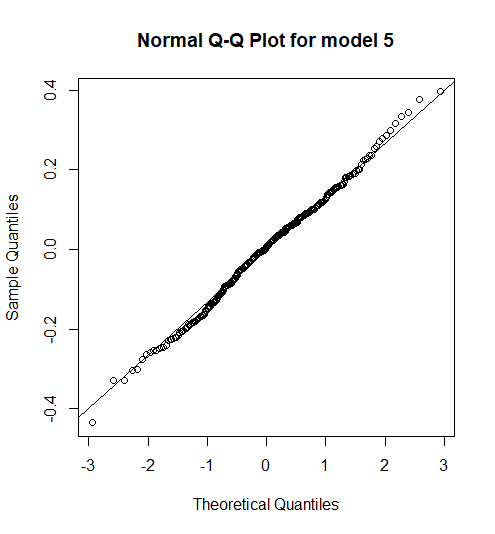 Normal Q-Q Plot for model 5
Sample Quantiles
0.4
0.2
0.0
-0.2
-0.4
-3 -2 -1 0 1 2 3
Theoretical Quantiles